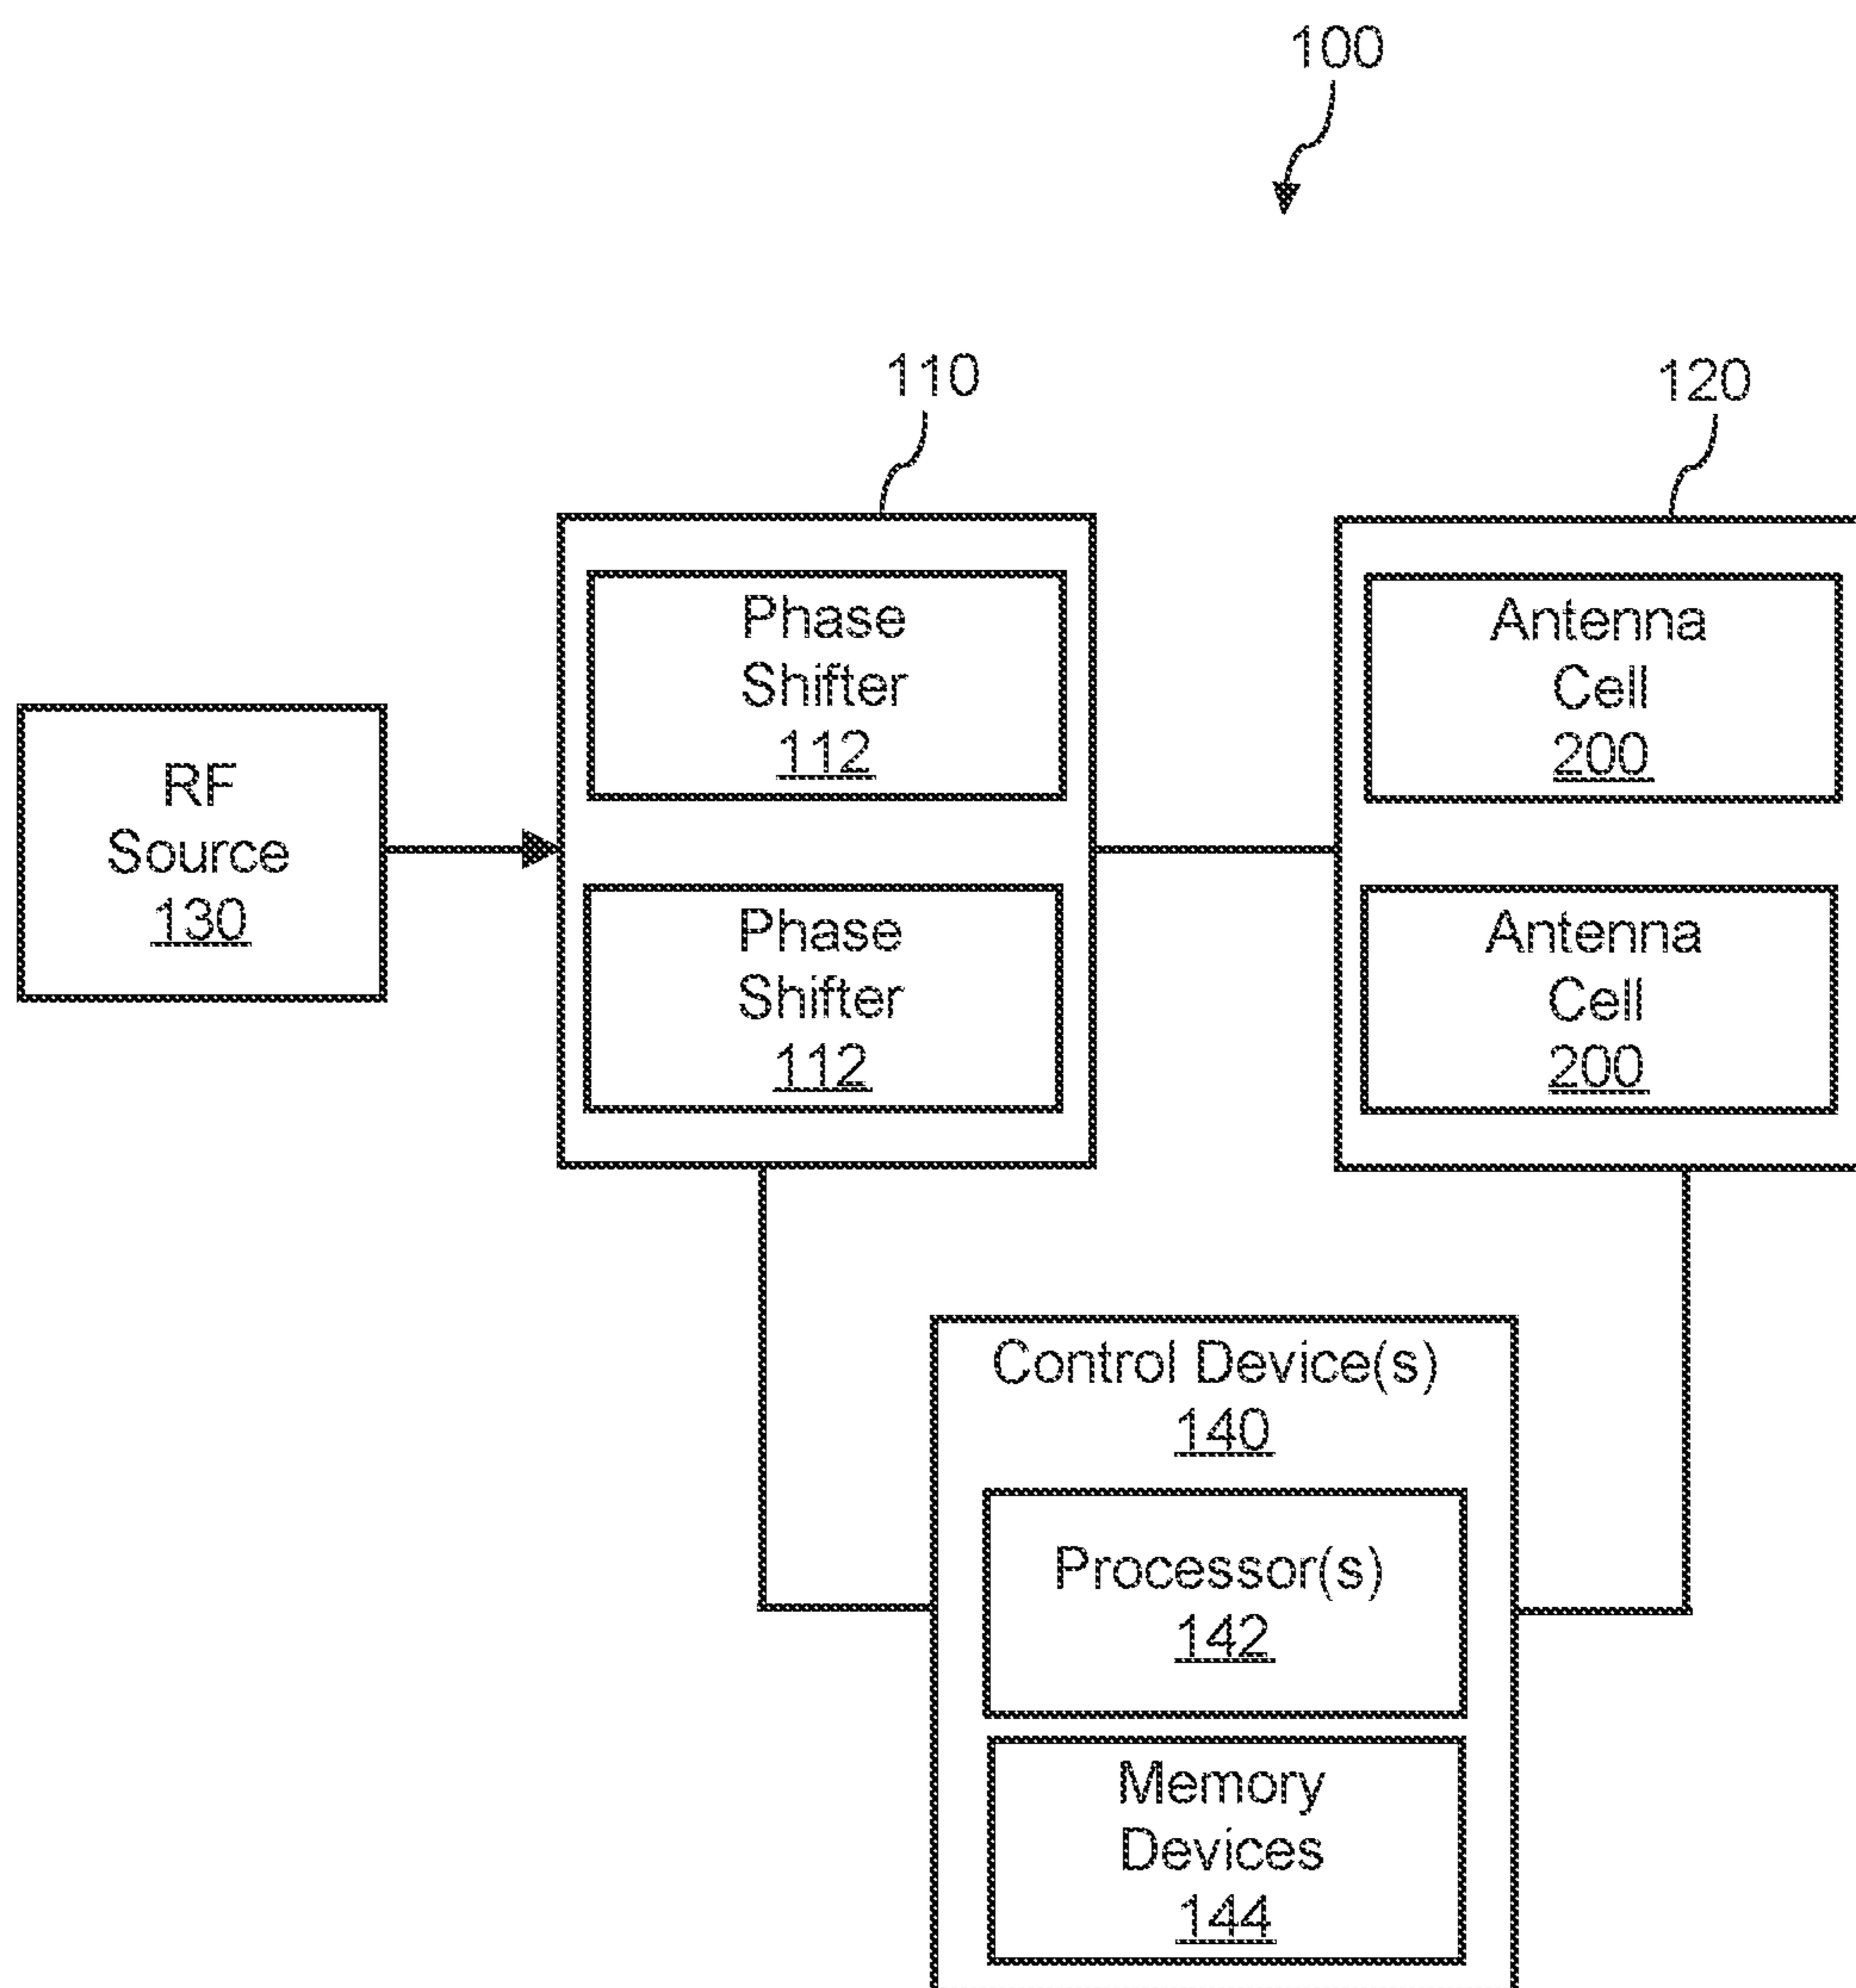 100
110
120
Phase
Shifter
112
Antenna
Cell
200
RF
Source
130
Phase
Shifter
112
Antenna
Cell
200
Control Device(s)
140
Processor(s)
142
Memory
Devices
144